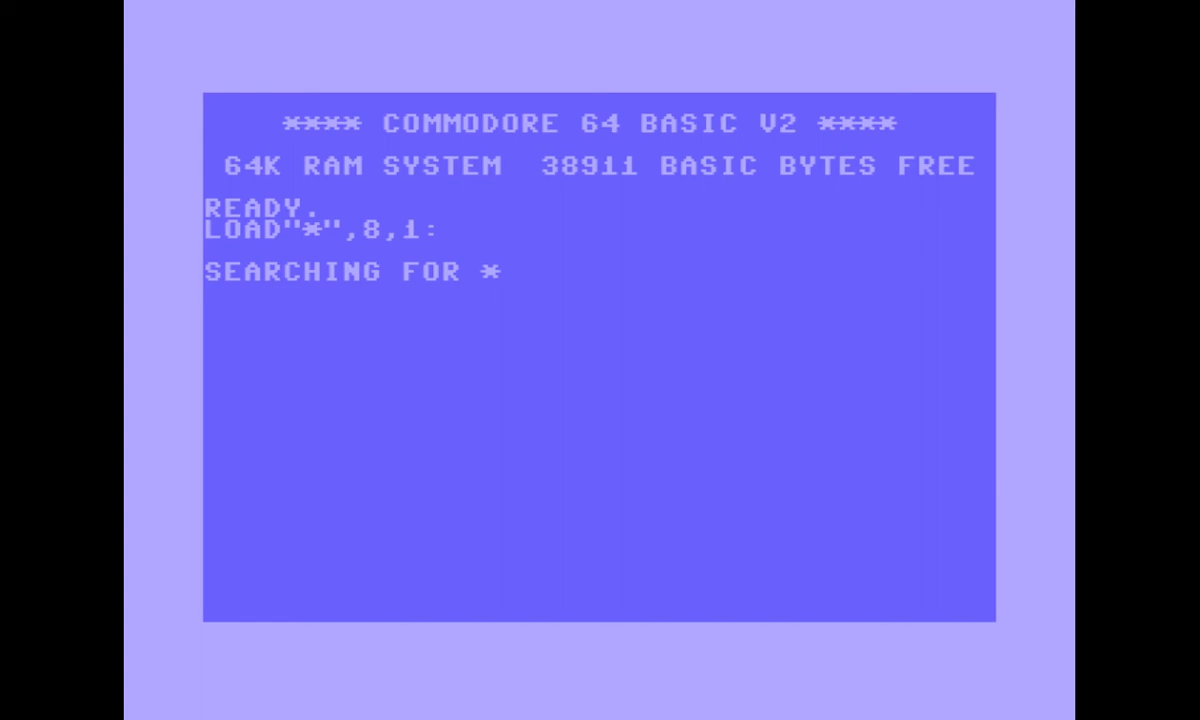 **** COMMODORE 64 BASIC V2 ****
64K RAM SYSTEM  38911 BASIC BYTES FREE
READY.
LOAD"*",8,1:
SEARCHING FOR *